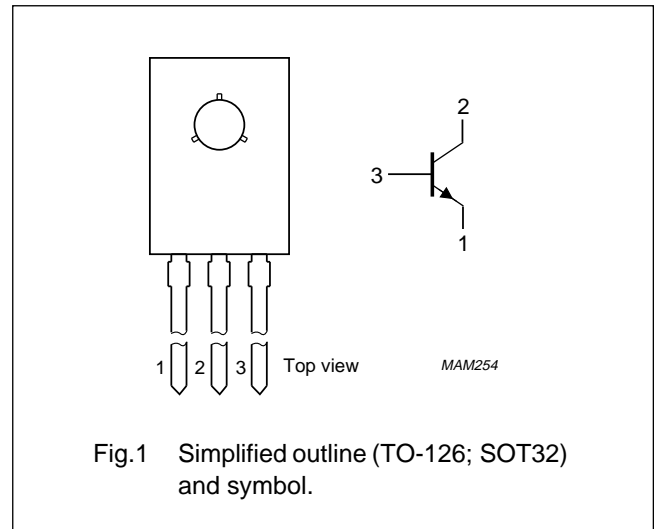 2
3
1
1 2 3 Top view MAM254
Fig.1 Simplified outline (TO-126; SOT32)
and symbol.